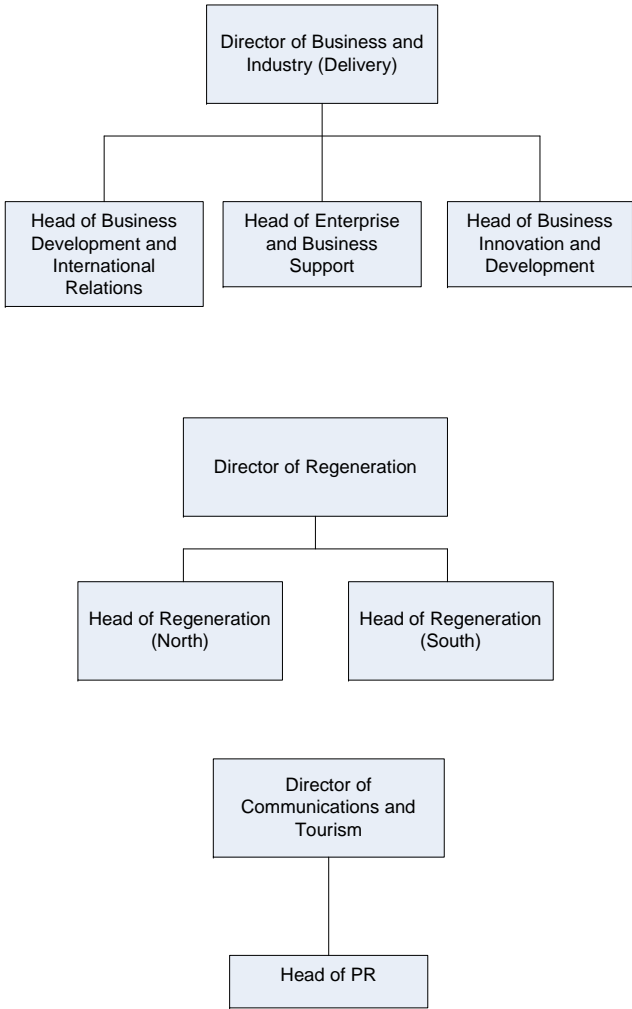 Director of Business and
Industry (Delivery)
Head of Business
Development and
International
Relations
Head of Enterprise
and Business
Support
Head of Business
Innovation and
Development
Director of Regeneration
Head of Regeneration
(North)
Head of Regeneration
(South)
Director of
Communications and
Tourism
Head of PR